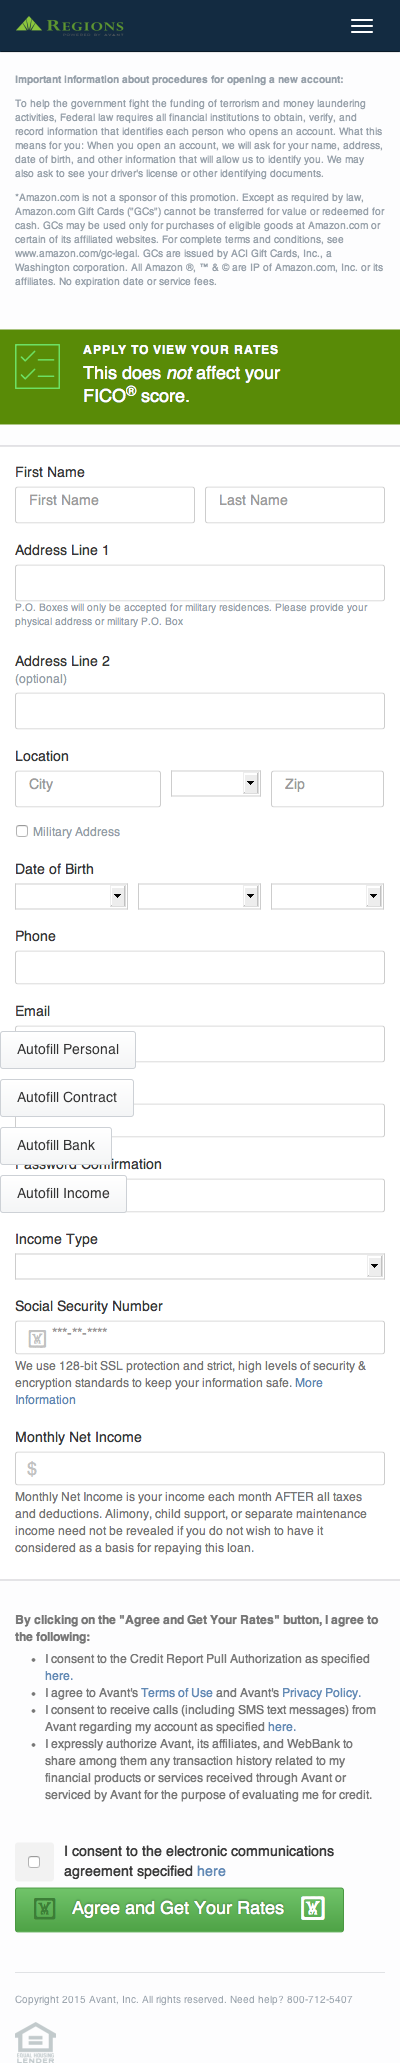 REGIONS
POWERED BY AVANT
Important information about procedures for opening a new account:
To help the government fight the funding of terrorism and money laundering
activities, Federal law requires all financial institutions to obtain, verify, and
record information that identifies each person who opens an account. What this
means for you: When you open an account, we will ask for your name, address,
date of birth, and other information that will allow us to identify you. We may
also ask to see your driver's license or other identifying documents.
*Amazon.com is not a sponsor of this promotion. Except as required by law,
Amazon.com Gift Cards ("GCs") cannot be transferred for value or redeemed for
cash. GCs may be used only for purchases of eligible goods at Amazon.com or
certain of its affiliated websites. For complete terms and conditions, see
www.amazon.com/gc-legal. GCs are issued by ACI Gift Cards, Inc., a
Washington corporation. All Amazon ®, ™ & © are IP of Amazon.com, Inc. or its
affiliates. No expiration date or service fees.
APPLY TO VIEW YOUR RATES
This does not affect your
FICO® score.
First Name
First Name
Last Name
Address Line 1
P.O. Boxes will only be accepted for military residences. Please provide your
physical address or military P.O. Box
Address Line 2
(optional)
Location
City
Zip
Military Address
Date of Birth
Phone
Email
Autofill Personal
Autofill Contract
Autofill Bank
Password Confirmation
Autofill Income
Income Type
Social Security Number
***-**-****
We use 128-bit SSL protection and strict, high levels of security &
encryption standards to keep your information safe. More
Information
Monthly Net Income
$
Monthly Net Income is your income each month AFTER all taxes
and deductions. Alimony, child support, or separate maintenance
income need not be revealed if you do not wish to have it
considered as a basis for repaying this loan.
By clicking on the "Agree and Get Your Rates" button, I agree to
the following:
• I consent to the Credit Report Pull Authorization as specified
here.
• I agree to Avant's Terms of Use and Avant's Privacy Policy.
• I consent to receive calls (including SMS text messages) from
Avant regarding my account as specified here.
• I expressly authorize Avant, its affiliates, and WebBank to
share among them any transaction history related to my
financial products or services received through Avant or
serviced by Avant for the purpose of evaluating me for credit.
I consent to the electronic communications
agreement specified here
Agree and Get Your Rates
Copyright 2015 Avant, Inc. All rights reserved. Need help? 800-712-5407
EQUAL HOUSING
LENDER